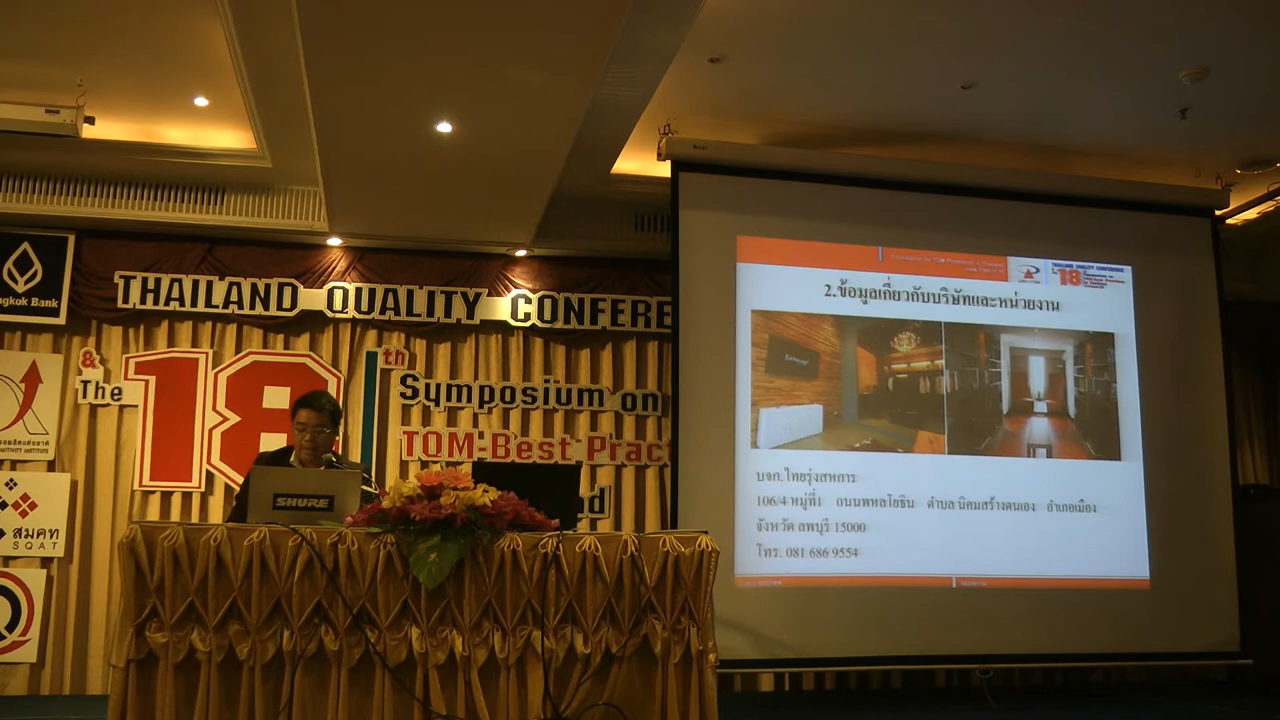 Bangkok Bank
THAILAND QUALITY CONFERE
& The 18th
Symposium on
TQM-Best Pract
สมคท
SQAT
SHURE
THAILAND QUALITY CONFERENCE
18
2.ข้อมูลเกี่ยวกับบริษัทและหน่วยงาน
บจก.ไทยรุ่งสหการ
106/4 หมู่ที่1 ถนนพหลโยธิน ตำบล นิคมสร้างตนเอง อำเภอเมือง
จังหวัด ลพบุรี 15000
โทร. 081 686 9554